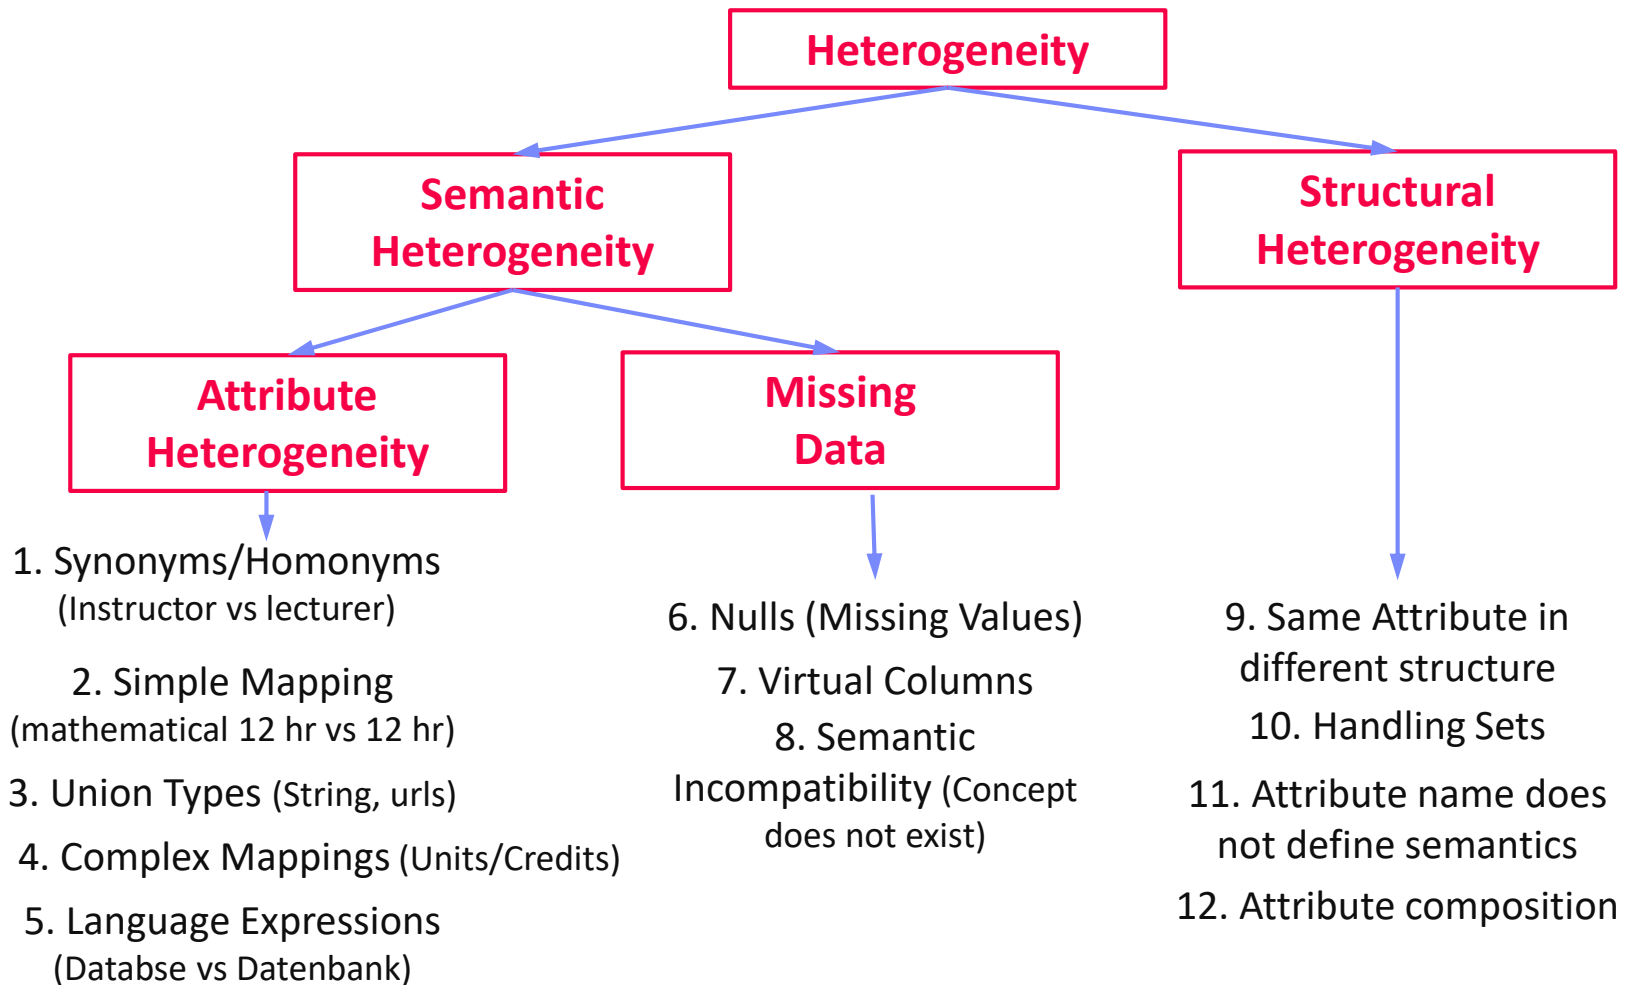 Heterogeneity
Semantic
Heterogeneity
Structural
Heterogeneity
Attribute
Heterogeneity
Missing
Data
1. Synonyms/Homonyms
(Instructor vs lecturer)
2. Simple Mapping
(mathematical 12 hr vs 12 hr)
3. Union Types (String, urls)
4. Complex Mappings (Units/Credits)
5. Language Expressions
(Databse vs Datenbank)
6. Nulls (Missing Values)
7. Virtual Columns
8. Semantic
Incompatibility (Concept
does not exist)
9. Same Attribute in
different structure
10. Handling Sets
11. Attribute name does
not define semantics
12. Attribute composition